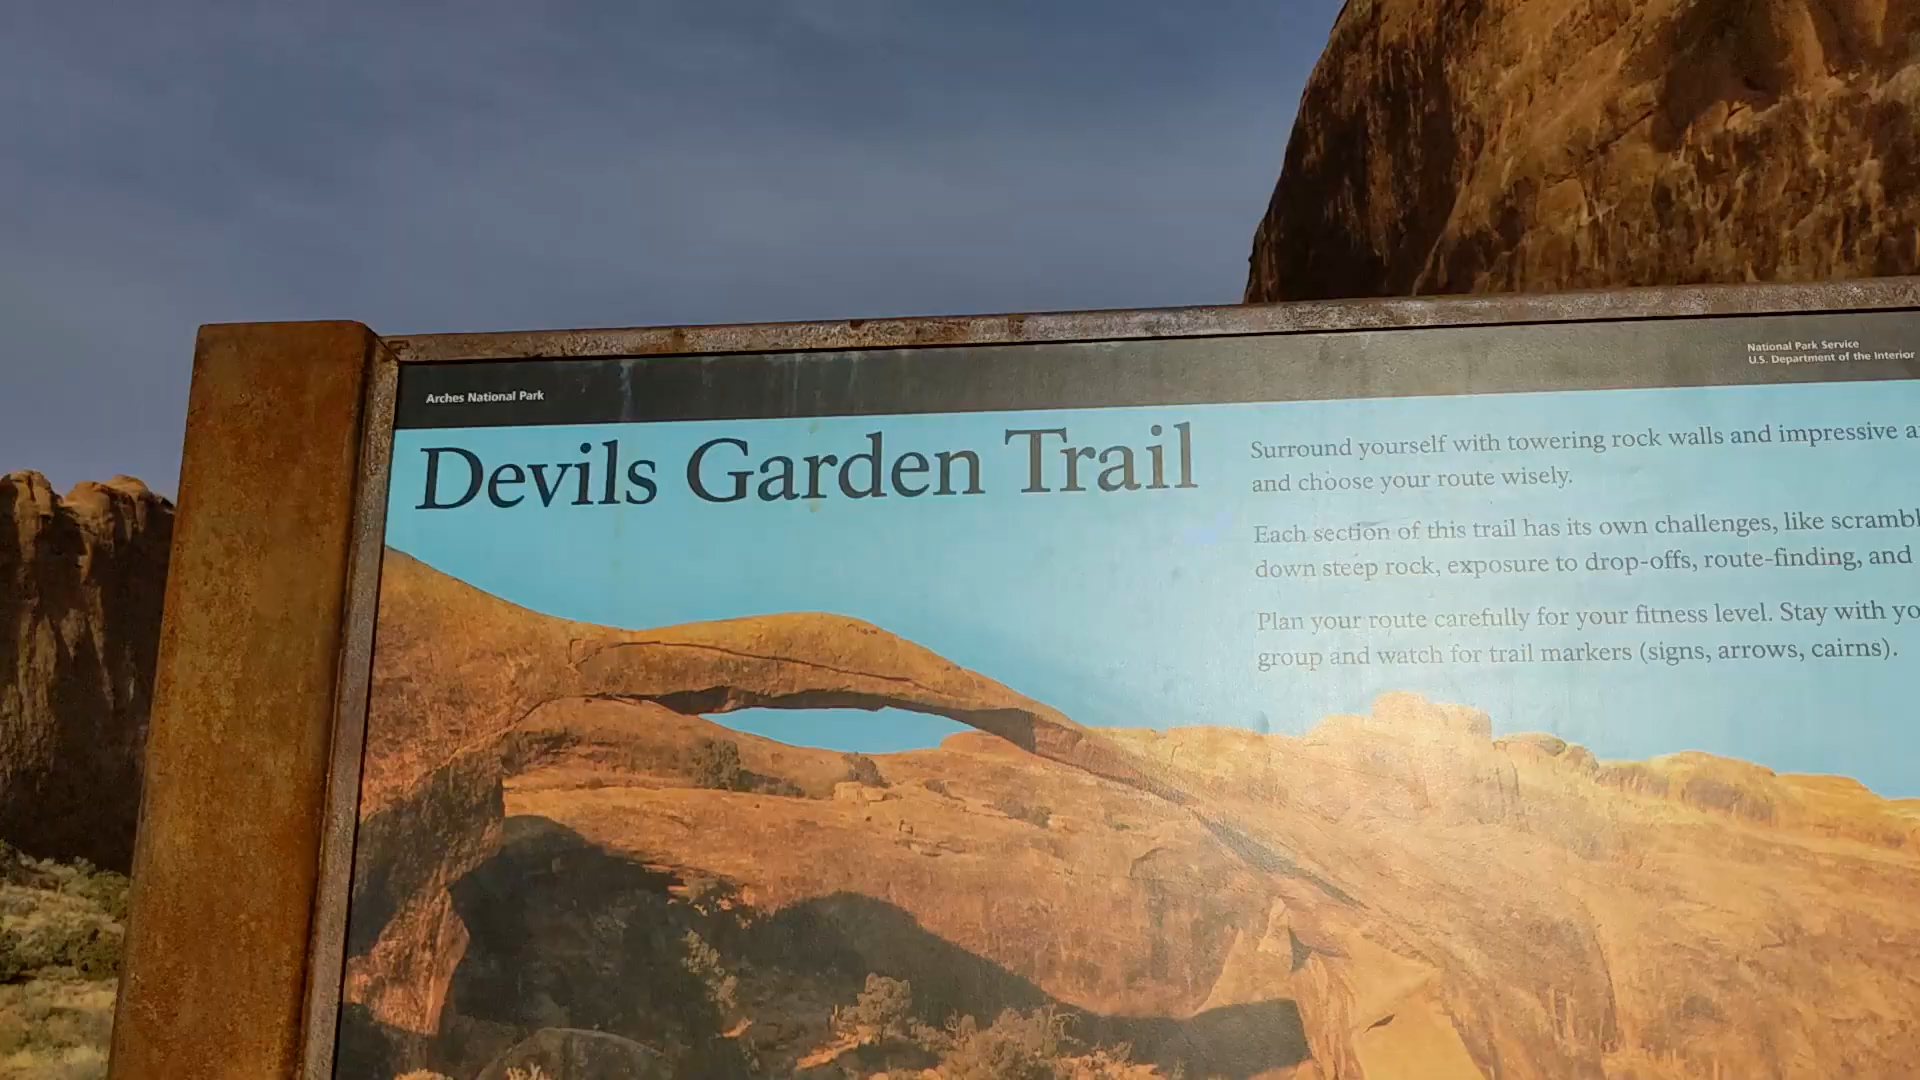 Arches National Park
National Park Service
U.S. Department of the Interior
Devils Garden Trail
Surround yourself with towering rock walls and impressive
and choose your route wisely.
Each section of this trail has its own challenges, like
down steep rock, exposure to drop-offs, route-finding, and
Plan your route carefully for your fitness level. Stay with
group and watch for trail markers (signs, arrows, cairns).